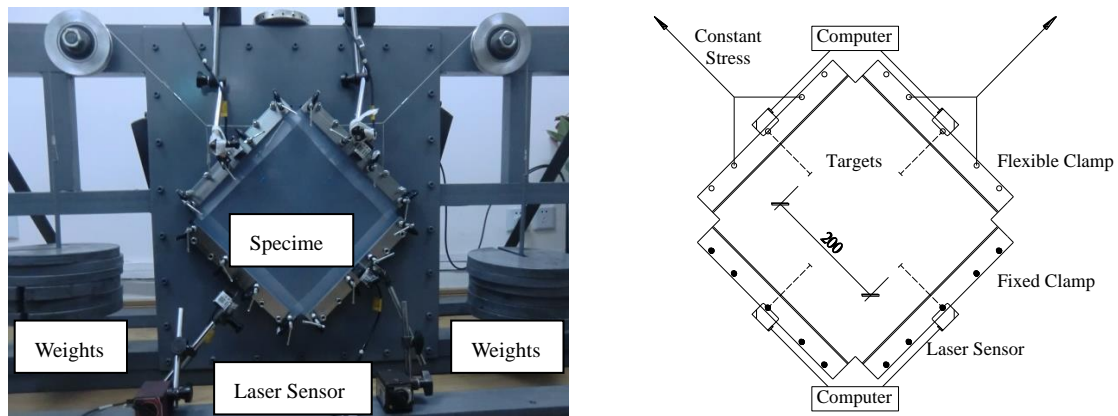 Specime
Weights
Weights
Laser Sensor
Constant
Stress
Computer
Targets
Flexible Clamp
200
Fixed Clamp
Laser Sensor
Computer